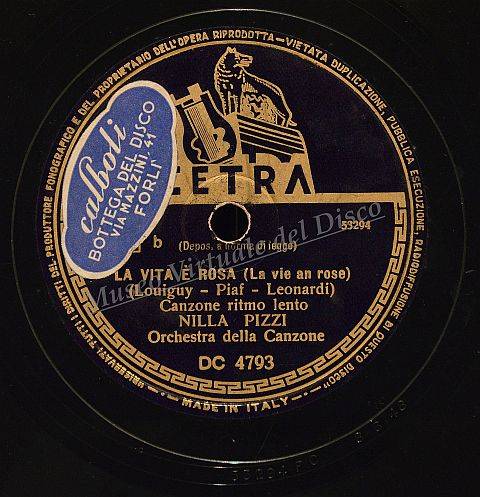 TUTTI I DIRITTI DEL PRODUTTORE FONOGRAFICO E DEL PROPRIETARIO DELL'OPERA RIPRODOTTA - VIETATA DUPLICAZIONE, PUBBLICA ESECUZIONE, RADIODIFFUSIONE DI QUESTO DISCO
calboli
BOTTEGA DEL DISCO
VIA MAZZINI, 41
FORLI'
CETRA
53294
b
(Depos. a norma di legge)
LA VITA È ROSA (La vie an rose)
(Louiguy - Piaf - Leonardi)
Canzone ritmo lento
NILLA PIZZI
Orchestra della Canzone
DC 4793
MADE IN ITALY
Museo Virtuale del Disco